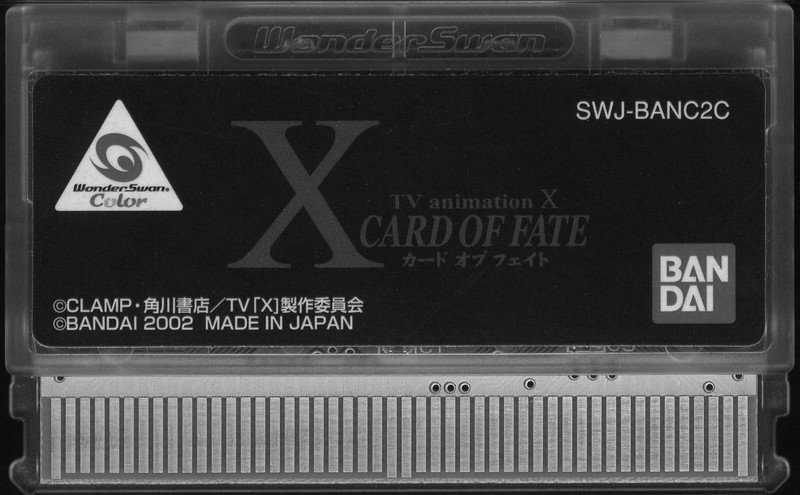 WonderSwan
SWJ-BANC2C
WonderSwan®
Color
X
TV animation X
CARD OF FATE
カード オブ フェイト
BAN
DAI
©CLAMP・角川書店／TV「X」製作委員会
©BANDAI 2002 MADE IN JAPAN